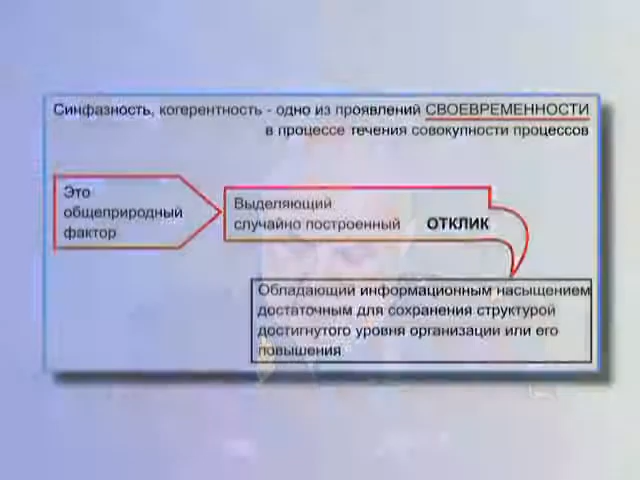 Синфазность, когерентность - одно из проявлений СВОЕВРЕМЕННОСТИ
в процессе течения совокупности процессов
Это
общеприродный
фактор
Выделяющий
случайно построенный ОТКЛИК
Обладающий информационным насыщением
достаточным для сохранения структурой
достигнутого уровня организации или его
повышения